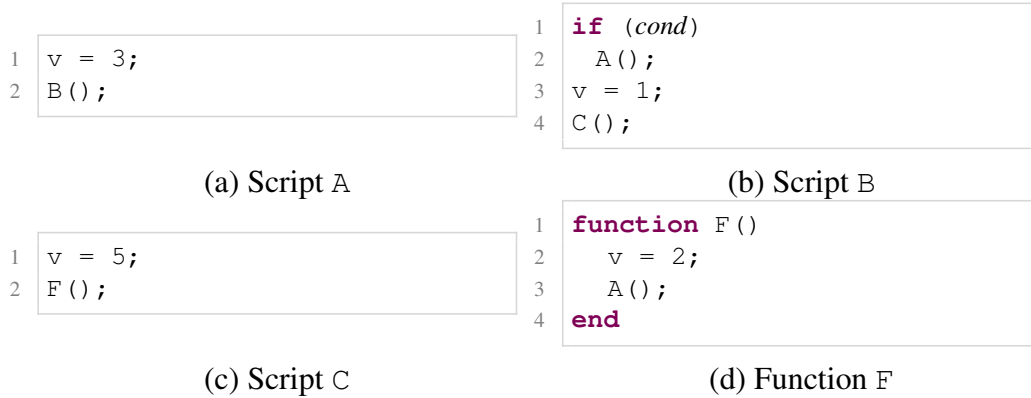 1 v = 3;
2 B();
(a) Script A
1 if (cond)
2 A();
3 v = 1;
4 C();
(b) Script B
1 v = 5;
2 F();
(c) Script C
1 function F()
2 v = 2;
3 A();
4 end
(d) Function F